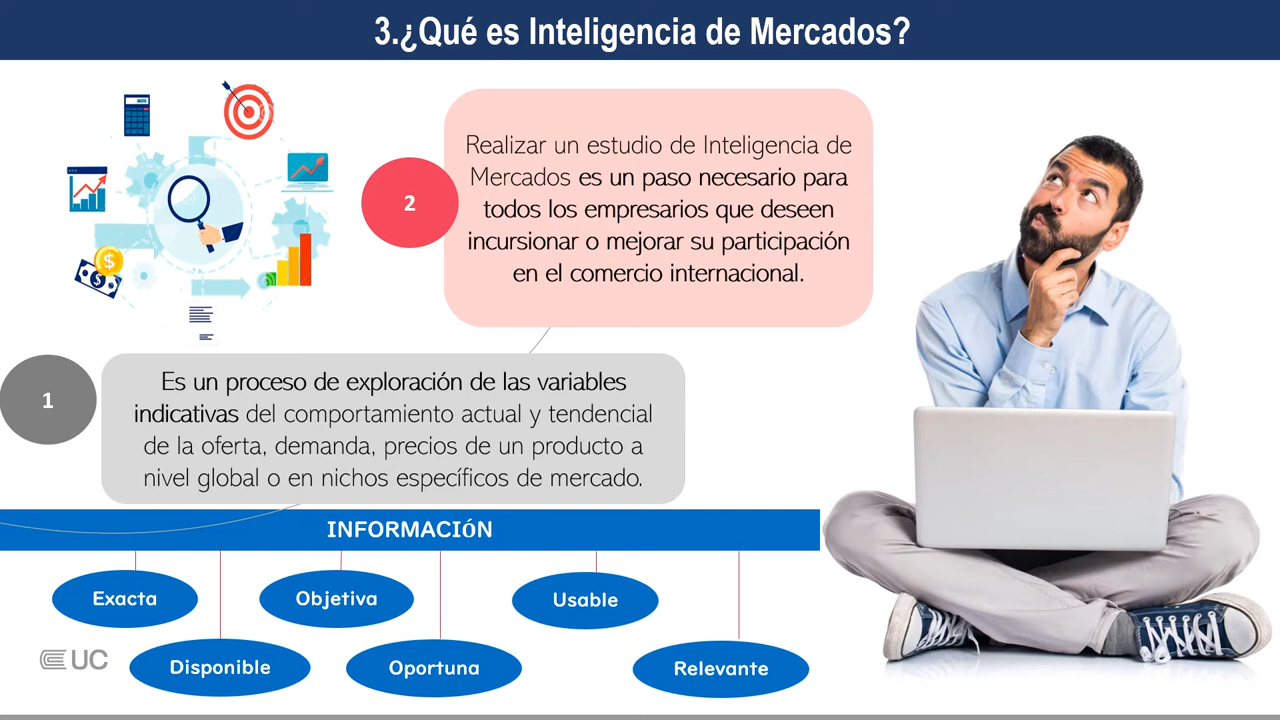 3.¿Qué es Inteligencia de Mercados?
2
Realizar un estudio de Inteligencia de
Mercados es un paso necesario para
todos los empresarios que deseen
incursionar o mejorar su participación
en el comercio internacional.
1
Es un proceso de exploración de las variables
indicativas del comportamiento actual y tendencial
de la oferta, demanda, precios de un producto a
nivel global o en nichos específicos de mercado.
INFORMACIóN
Exacta
Objetiva
Usable
Disponible
Oportuna
Relevante
UC